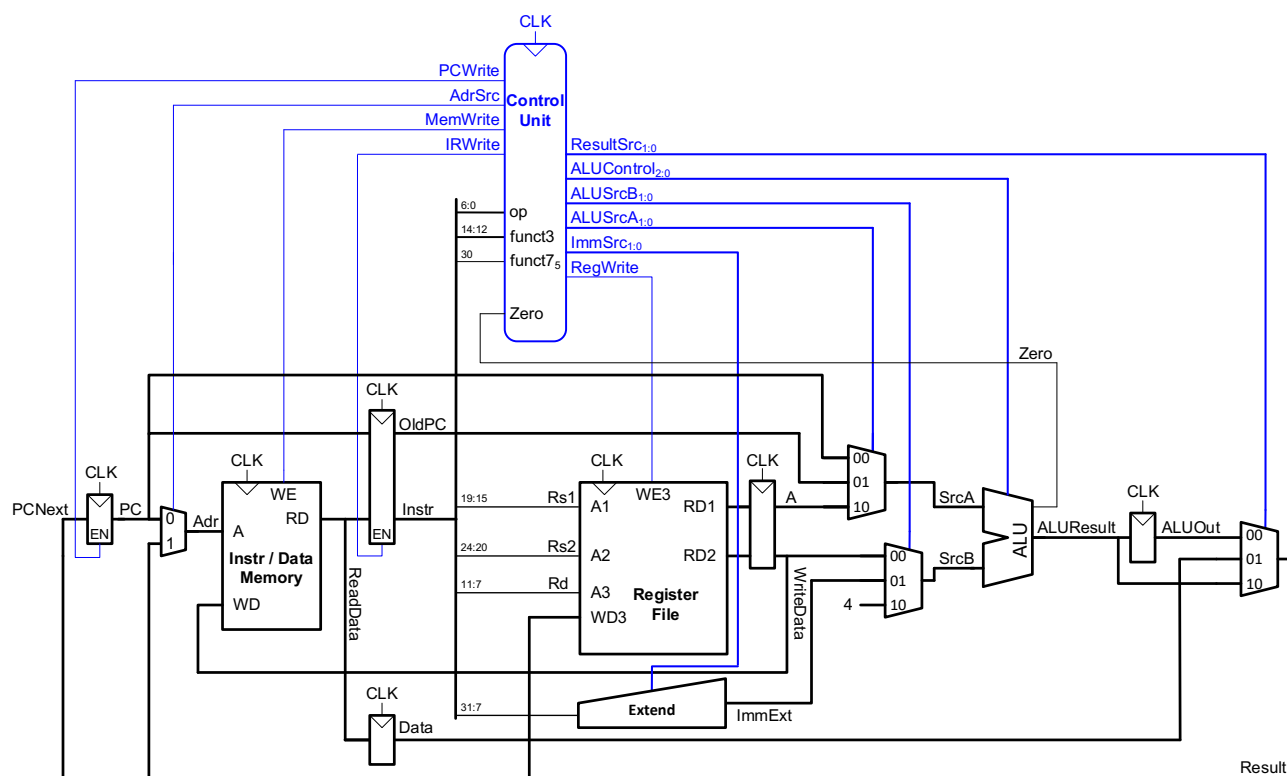 CLK
PCWrite
AdrSrc
MemWrite
IRWrite
Control
Unit
ResultSrc1:0
ALUControl2:0
ALUSrcB1:0
ALUSrcA1:0
ImmSrc1:0
RegWrite
6:0
op
14:12
funct3
30
funct75
Zero
Zero
CLK
OldPC
CLK
PCNext
PC
EN
0
1
Adr
CLK
WE
A
RD
Instr / Data
Memory
WD
ReadData
EN
Instr
19:15
Rs1
24:20
Rs2
11:7
Rd
31:7
CLK
WE3
A1
RD1
A2
RD2
A3
WD3
Register
File
CLK
A
WriteData
00
01
10
SrcA
00
01
10
4
SrcB
ALU
ALUResult
CLK
ALUOut
00
01
10
Extend
ImmExt
CLK
Data
Result